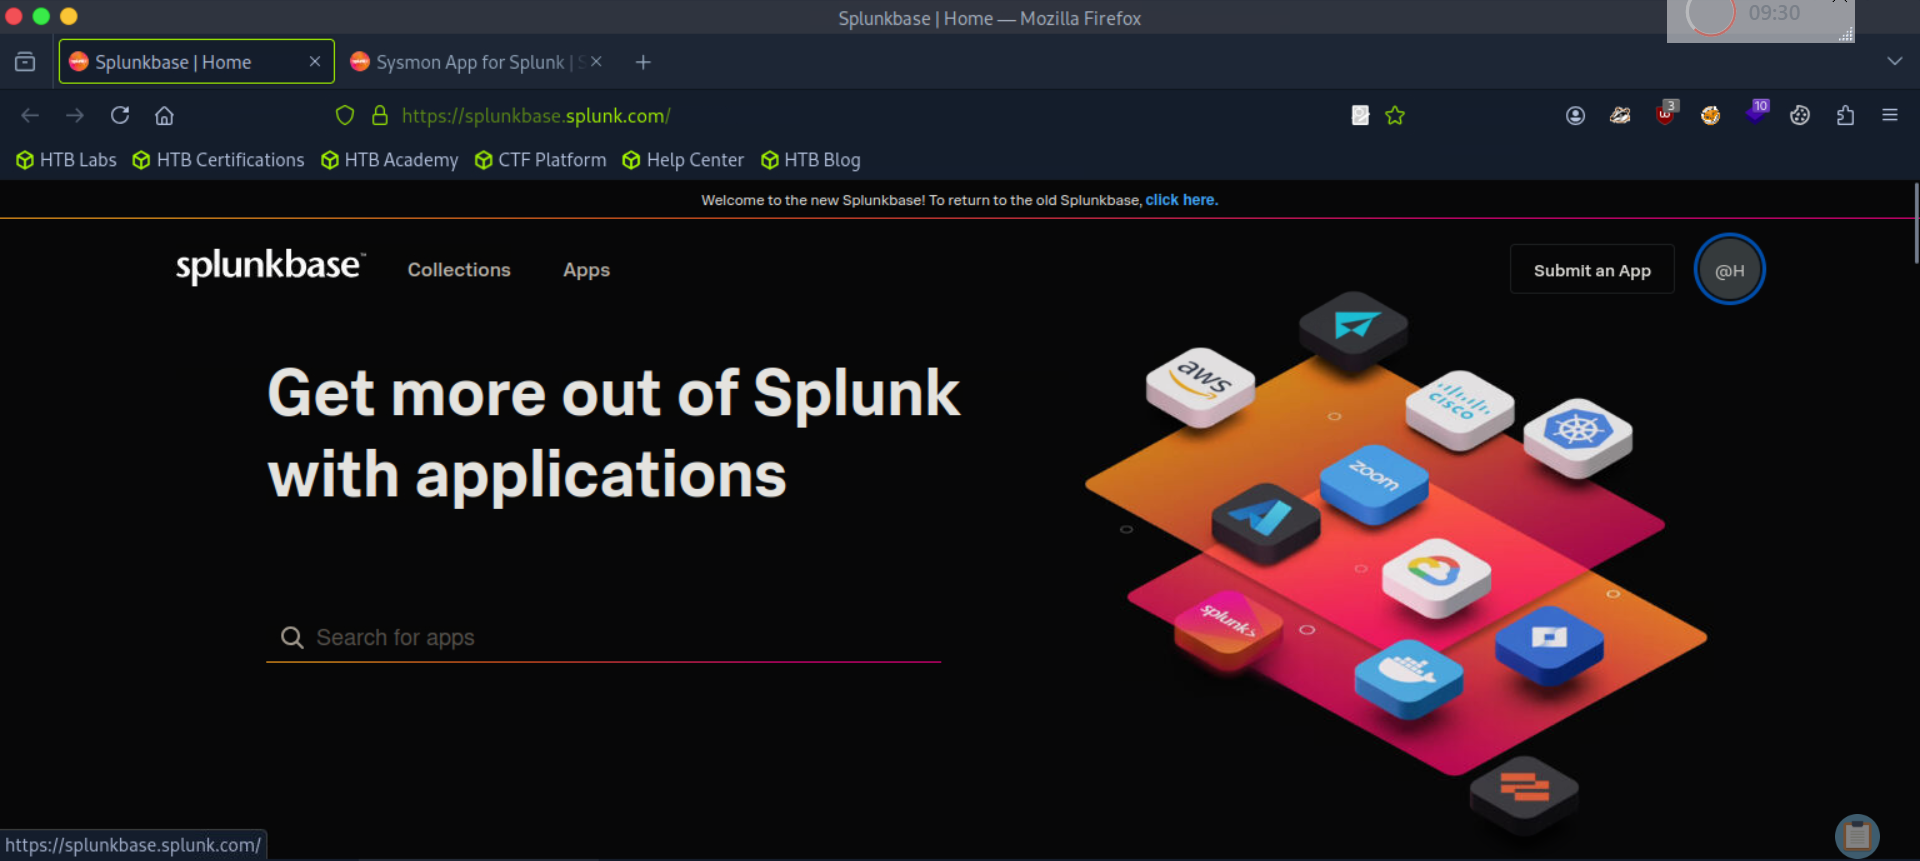 Splunkbase | Home — Mozilla Firefox
09:30
Splunkbase | Home
Sysmon App for Splunk | S
https://splunkbase.splunk.com/
3
10
HTB Labs
HTB Certifications
HTB Academy
CTF Platform
Help Center
HTB Blog
Welcome to the new Splunkbase! To return to the old Splunkbase, click here.
splunkbase™
Collections
Apps
Submit an App
@H
Get more out of Splunk
with applications
Search for apps
aws
cisco
zoom
splunk>
https://splunkbase.splunk.com/